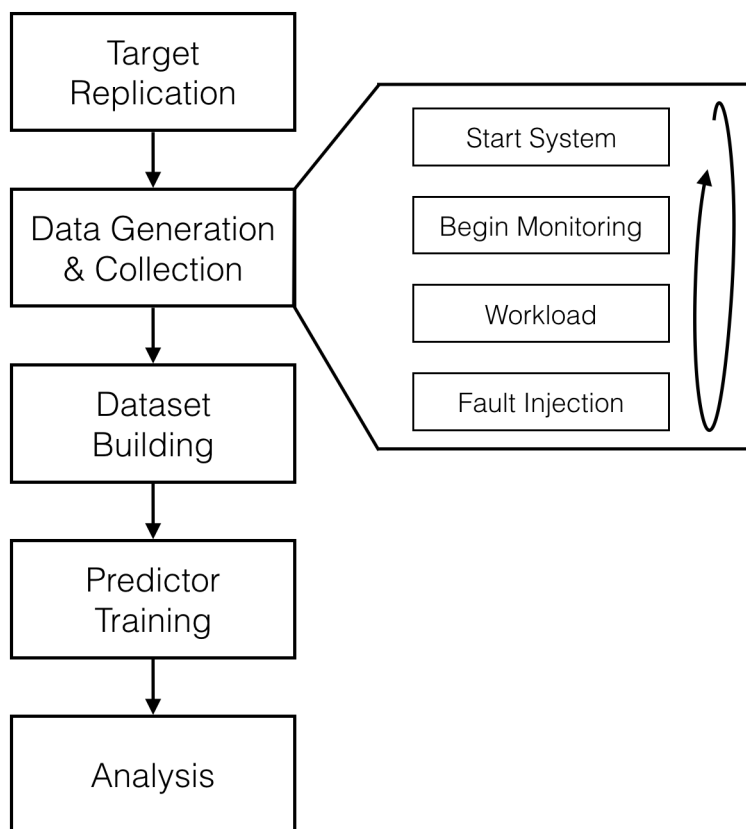 Target
Replication
Data Generation
& Collection
Dataset
Building
Predictor
Training
Analysis
Start System
Begin Monitoring
Workload
Fault Injection